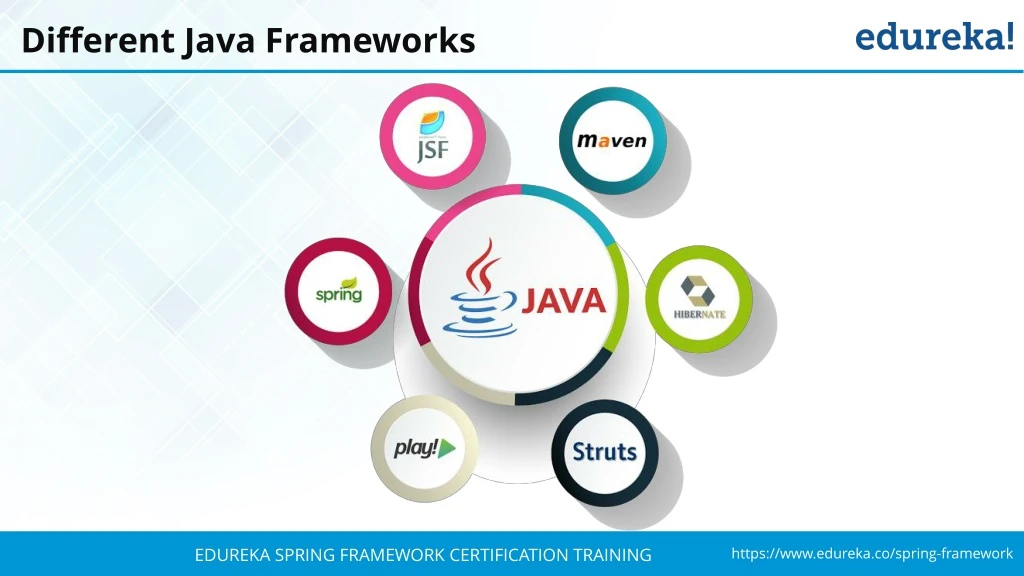 Different Java Frameworks
edureka!
JSF
maven
spring
JAVA
HIBERNATE
play!
Struts
EDUREKA SPRING FRAMEWORK CERTIFICATION TRAINING
https://www.edureka.co/spring-framework